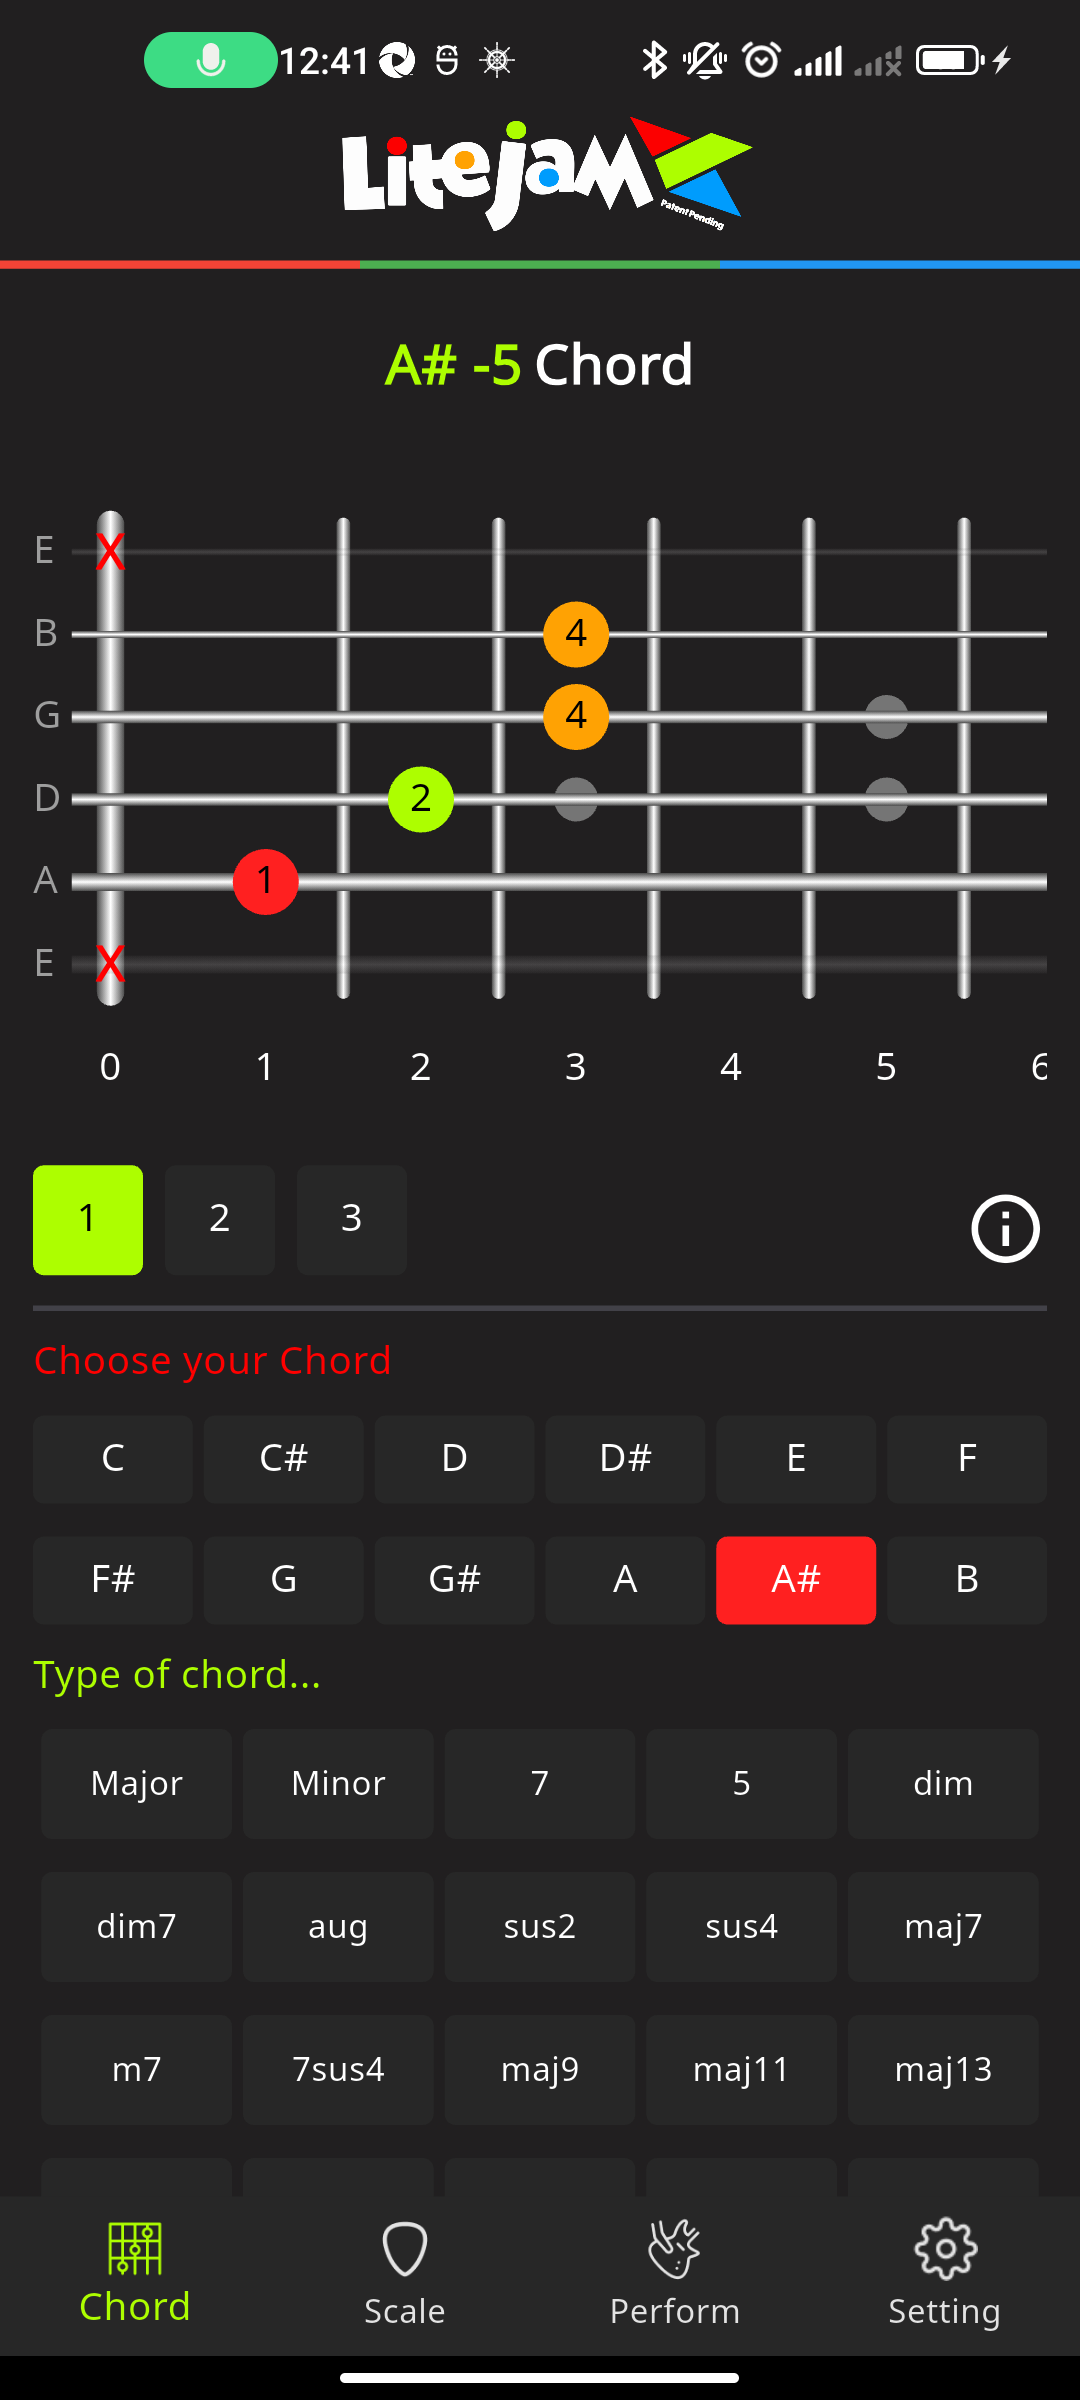 12:41
Litejam
Patent Pending
A# -5 Chord
E X
B 4
G 4
D 2
A 1
E X
0 1 2 3 4 5 6
1 2 3
Choose your Chord
C C# D D# E F
F# G G# A A# B
Type of chord...
Major Minor 7 5 dim
dim7 aug sus2 sus4 maj7
m7 7sus4 maj9 maj11 maj13
Chord Scale Perform Setting